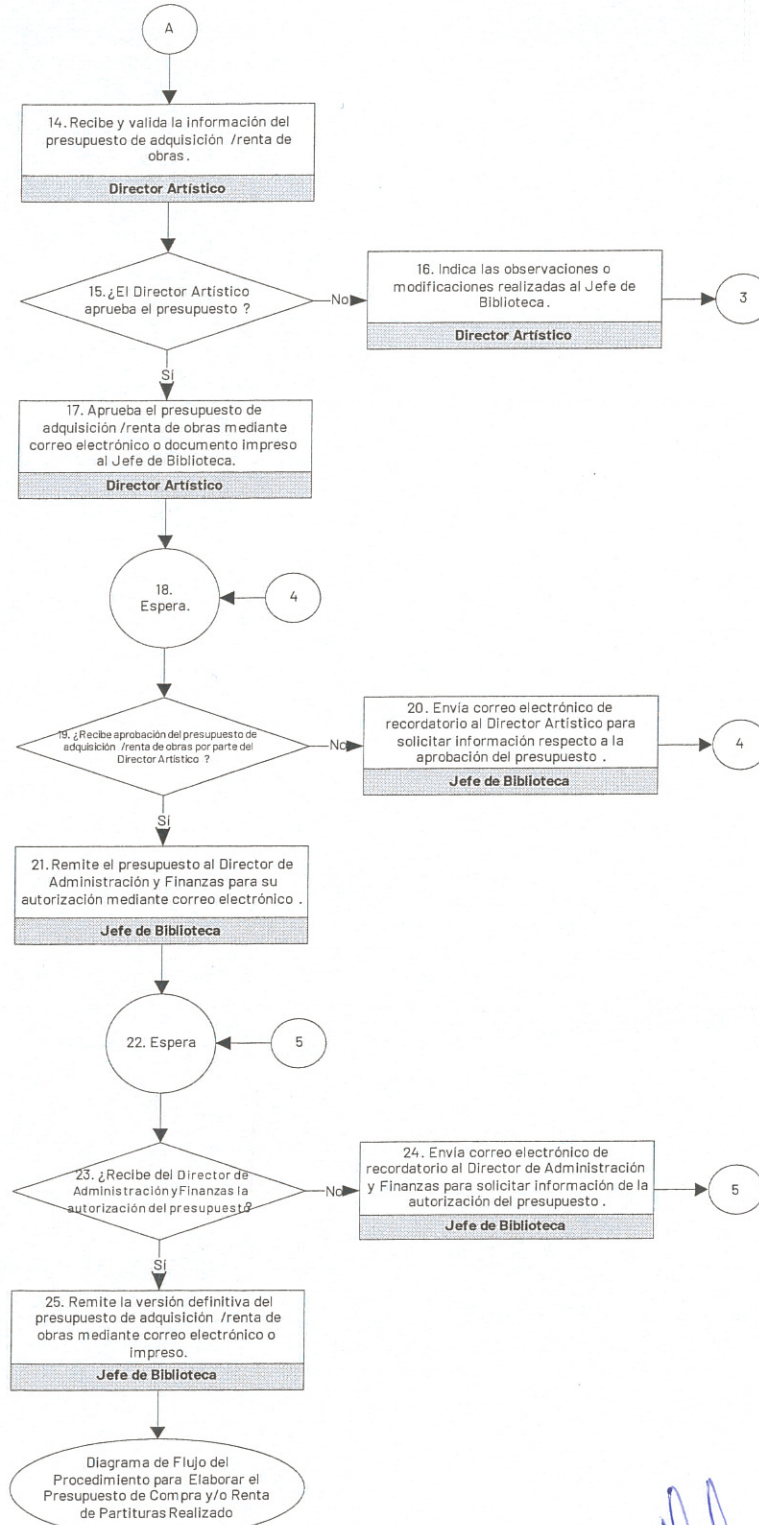 A
14. Recibe y valida la información del
presupuesto de adquisición /renta de
obras.
Director Artístico
15. ¿El Director Artístico
aprueba el presupuesto ?
No
16. Indica las observaciones o
modificaciones realizadas al Jefe de
Biblioteca.
Director Artístico
3
Sí
17. Aprueba el presupuesto de
adquisición /renta de obras mediante
correo electrónico o documento impreso
al Jefe de Biblioteca.
Director Artístico
18.
Espera.
4
19. ¿Recibe aprobación del presupuesto de
adquisición /renta de obras por parte del
Director Artístico ?
No
20. Envía correo electrónico de
recordatorio al Director Artístico para
solicitar información respecto a la
aprobación del presupuesto .
Jefe de Biblioteca
4
Sí
21. Remite el presupuesto al Director de
Administración y Finanzas para su
autorización mediante correo electrónico .
Jefe de Biblioteca
22. Espera
5
23. ¿Recibe del Director de
Administración y Finanzas la
autorización del presupuesto?
No
24. Envía correo electrónico de
recordatorio al Director de Administración
y Finanzas para solicitar información de la
autorización del presupuesto .
Jefe de Biblioteca
5
Sí
25. Remite la versión definitiva del
presupuesto de adquisición /renta de
obras mediante correo electrónico o
impreso.
Jefe de Biblioteca
Diagrama de Flujo del
Procedimiento para Elaborar el
Presupuesto de Compra y/o Renta
de Partituras Realizado